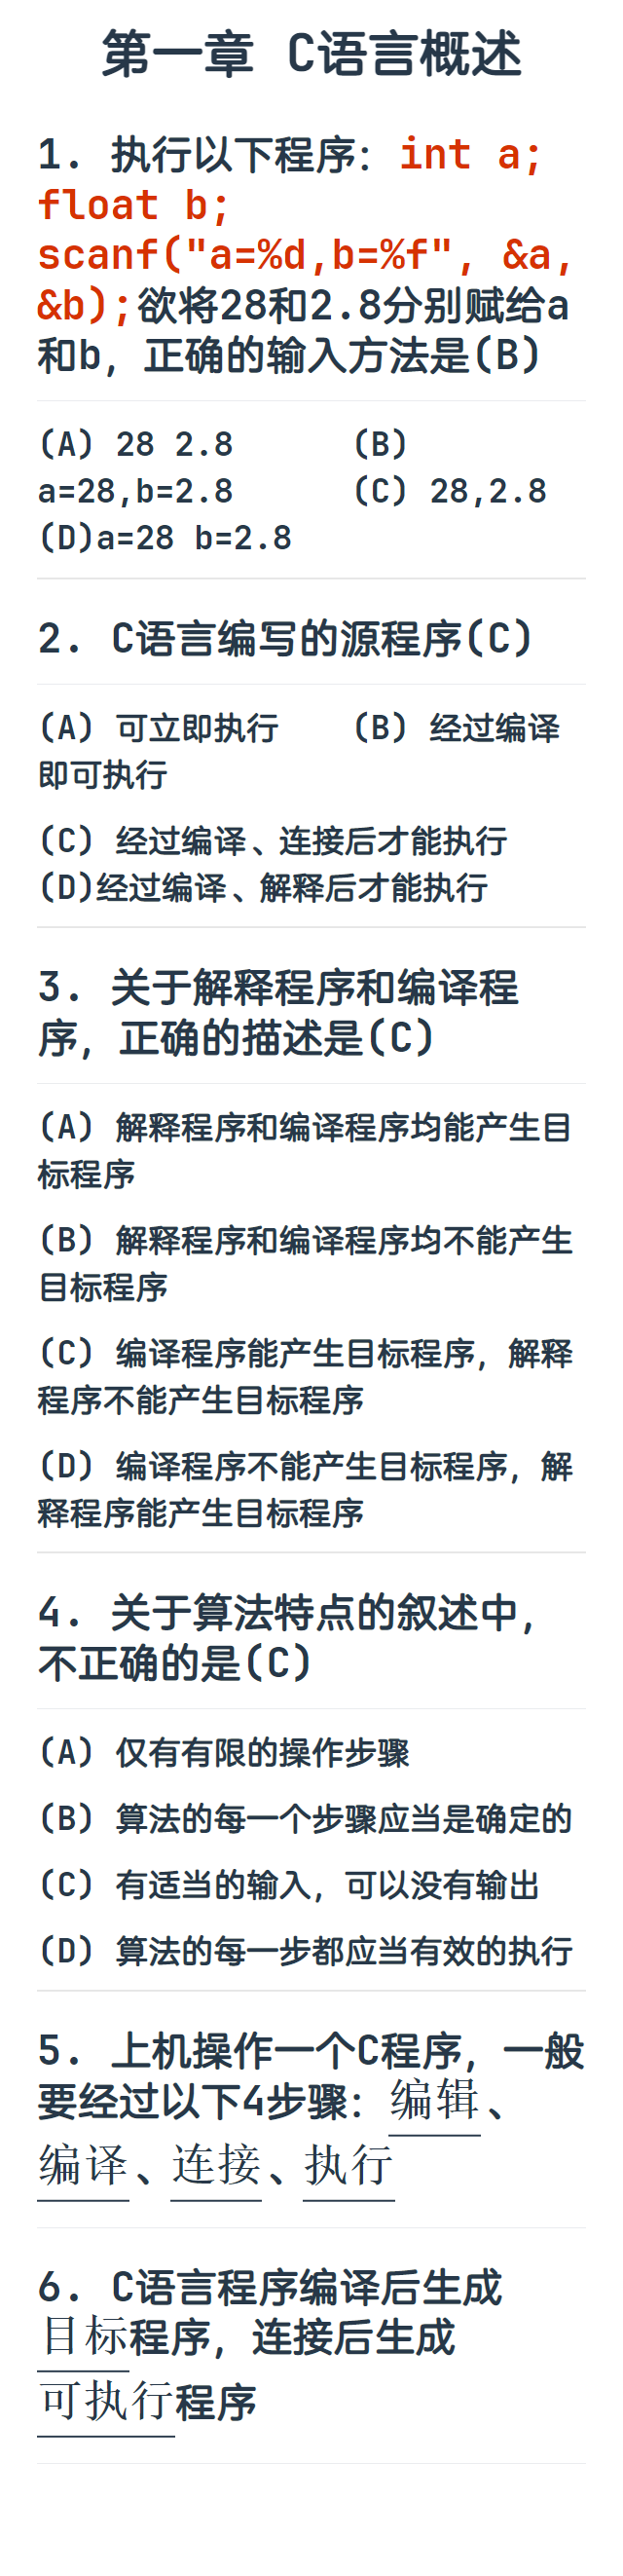 第一章 C语言概述
1. 执行以下程序：int a;
float b;
scanf("a=%d,b=%f", &a,
&b);欲将28和2.8分别赋给a
和b，正确的输入方法是(B)
(A) 28 2.8 (B)
a=28,b=2.8 (C) 28,2.8
(D)a=28 b=2.8
2. C语言编写的源程序(C)
(A) 可立即执行 (B) 经过编译
即可执行
(C) 经过编译、连接后才能执行
(D)经过编译、解释后才能执行
3. 关于解释程序和编译程
序，正确的描述是(C)
(A) 解释程序和编译程序均能产生目
标程序
(B) 解释程序和编译程序均不能产生
目标程序
(C) 编译程序能产生目标程序，解释
程序不能产生目标程序
(D) 编译程序不能产生目标程序，解
释程序能产生目标程序
4. 关于算法特点的叙述中，
不正确的是(C)
(A) 仅有有限的操作步骤
(B) 算法的每一个步骤应当是确定的
(C) 有适当的输入，可以没有输出
(D) 算法的每一步都应当有效的执行
5. 上机操作一个C程序，一般
要经过以下4步骤：编辑、
编译、连接、执行
6. C语言程序编译后生成
目标程序，连接后生成
可执行程序